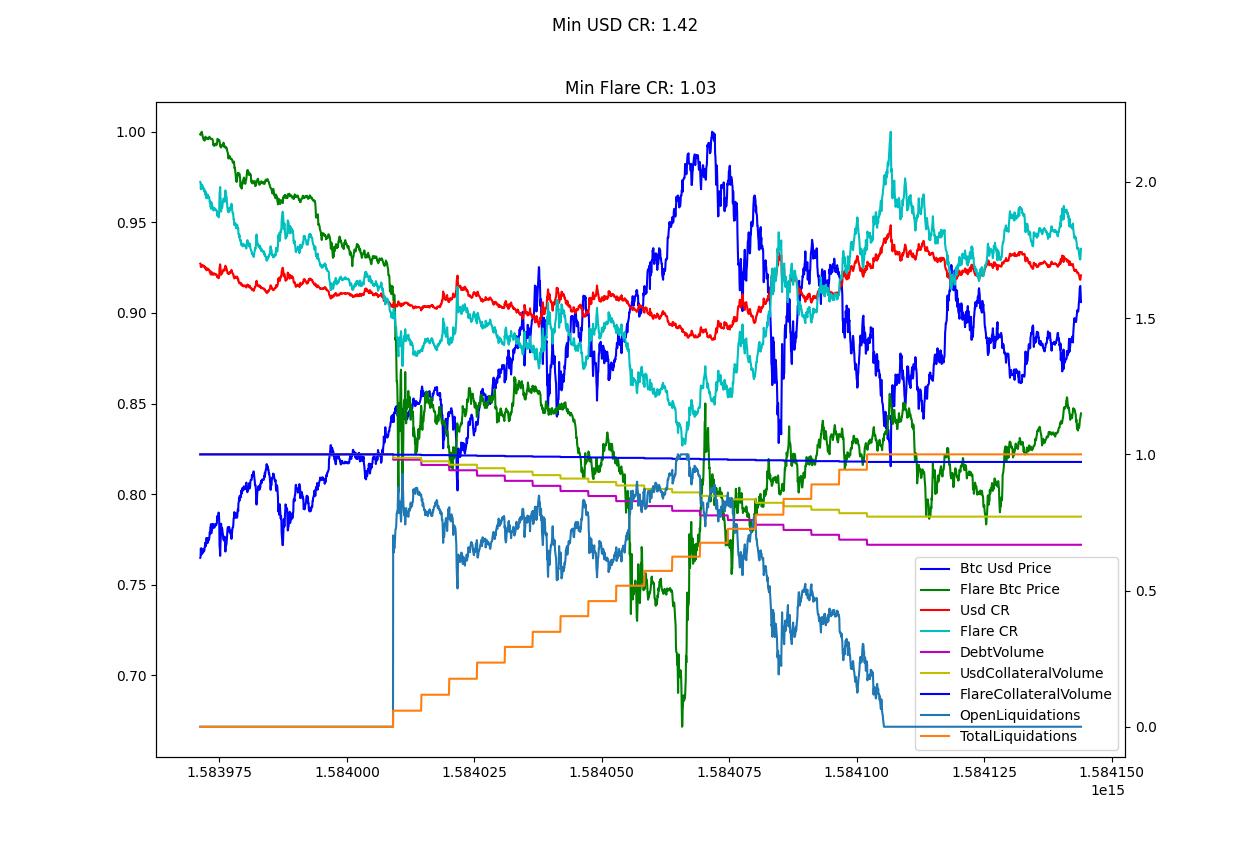 Min USD CR: 1.42
Min Flare CR: 1.03
1.00
0.95
0.90
0.85
0.80
0.75
0.70
2.0
1.5
1.0
0.5
0.0
Btc Usd Price
Flare Btc Price
Usd CR
Flare CR
DebtVolume
UsdCollateralVolume
FlareCollateralVolume
OpenLiquidations
TotalLiquidations
1.583975 1.584000 1.584025 1.584050 1.584075 1.584100 1.584125 1.584150
1e15